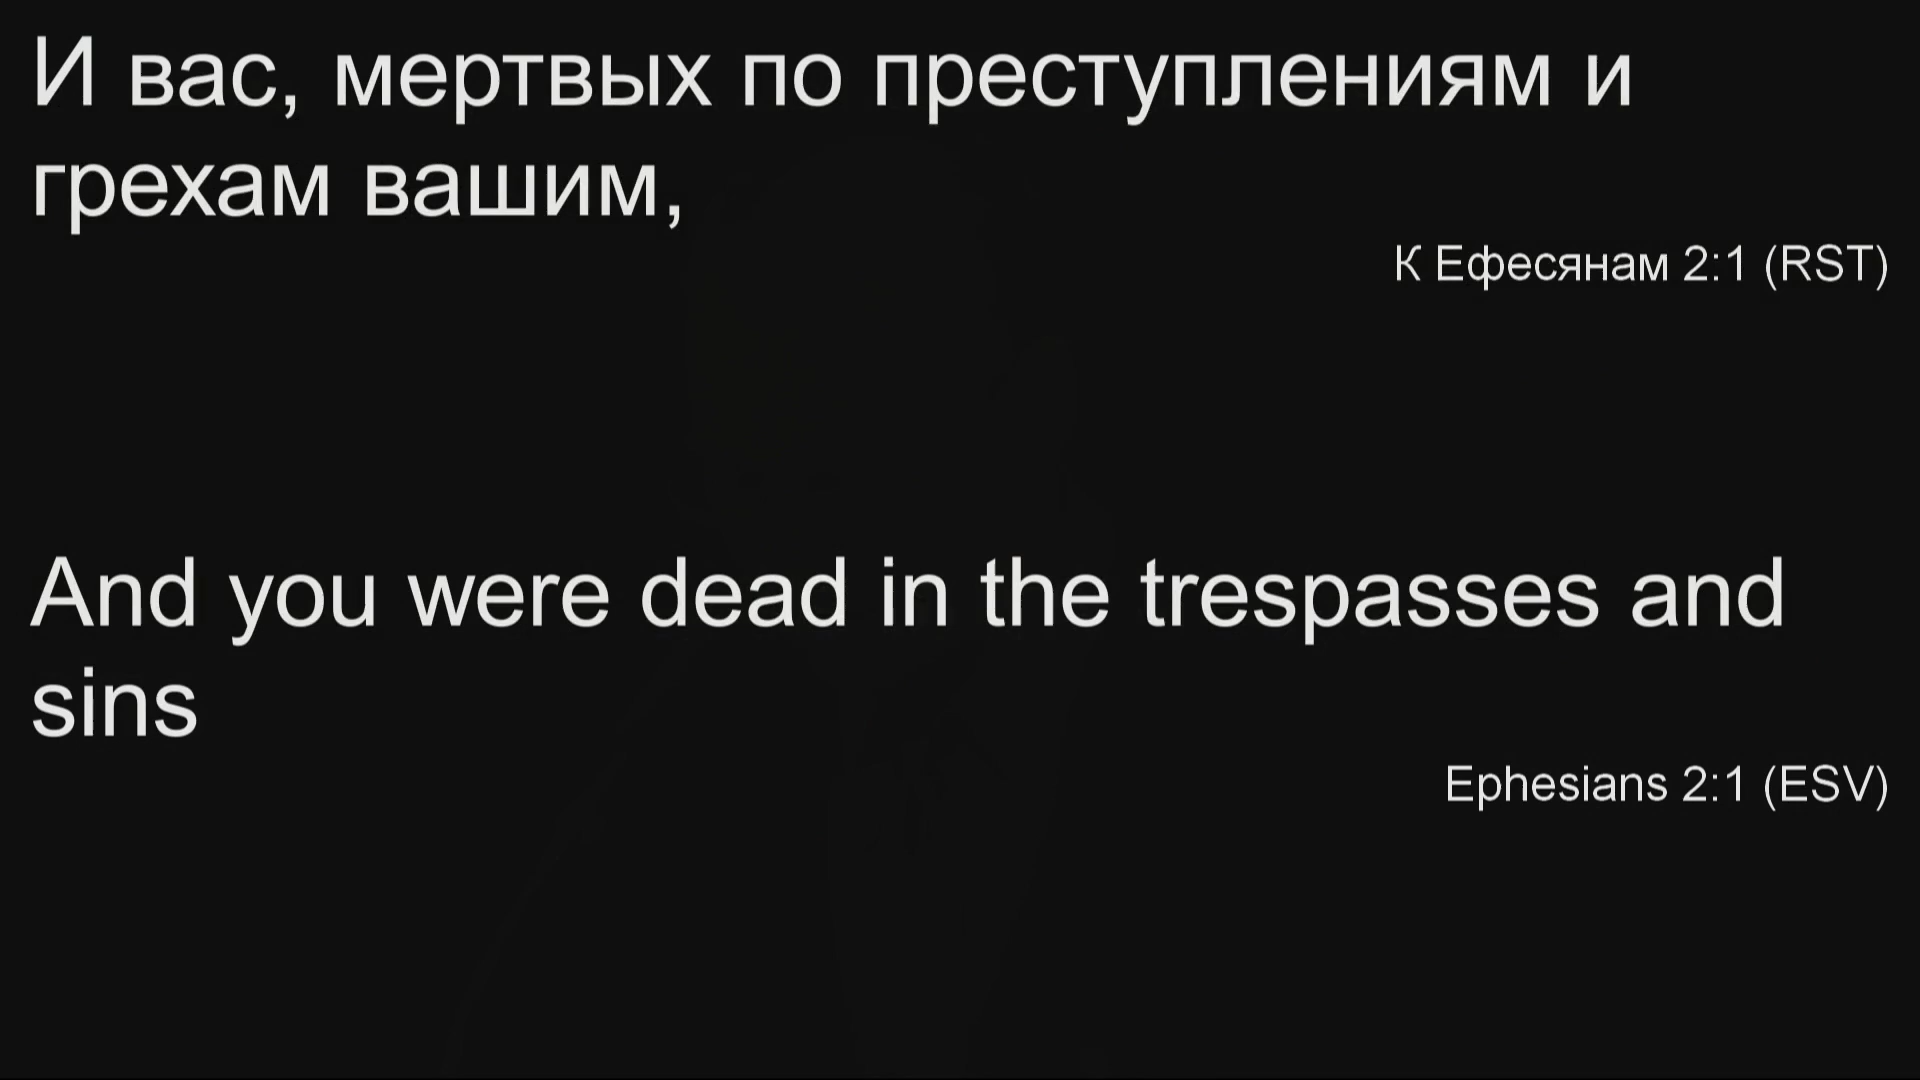 И вас, мертвых по преступлениям и
грехам вашим,
К Ефесянам 2:1 (RST)
And you were dead in the trespasses and
sins
Ephesians 2:1 (ESV)